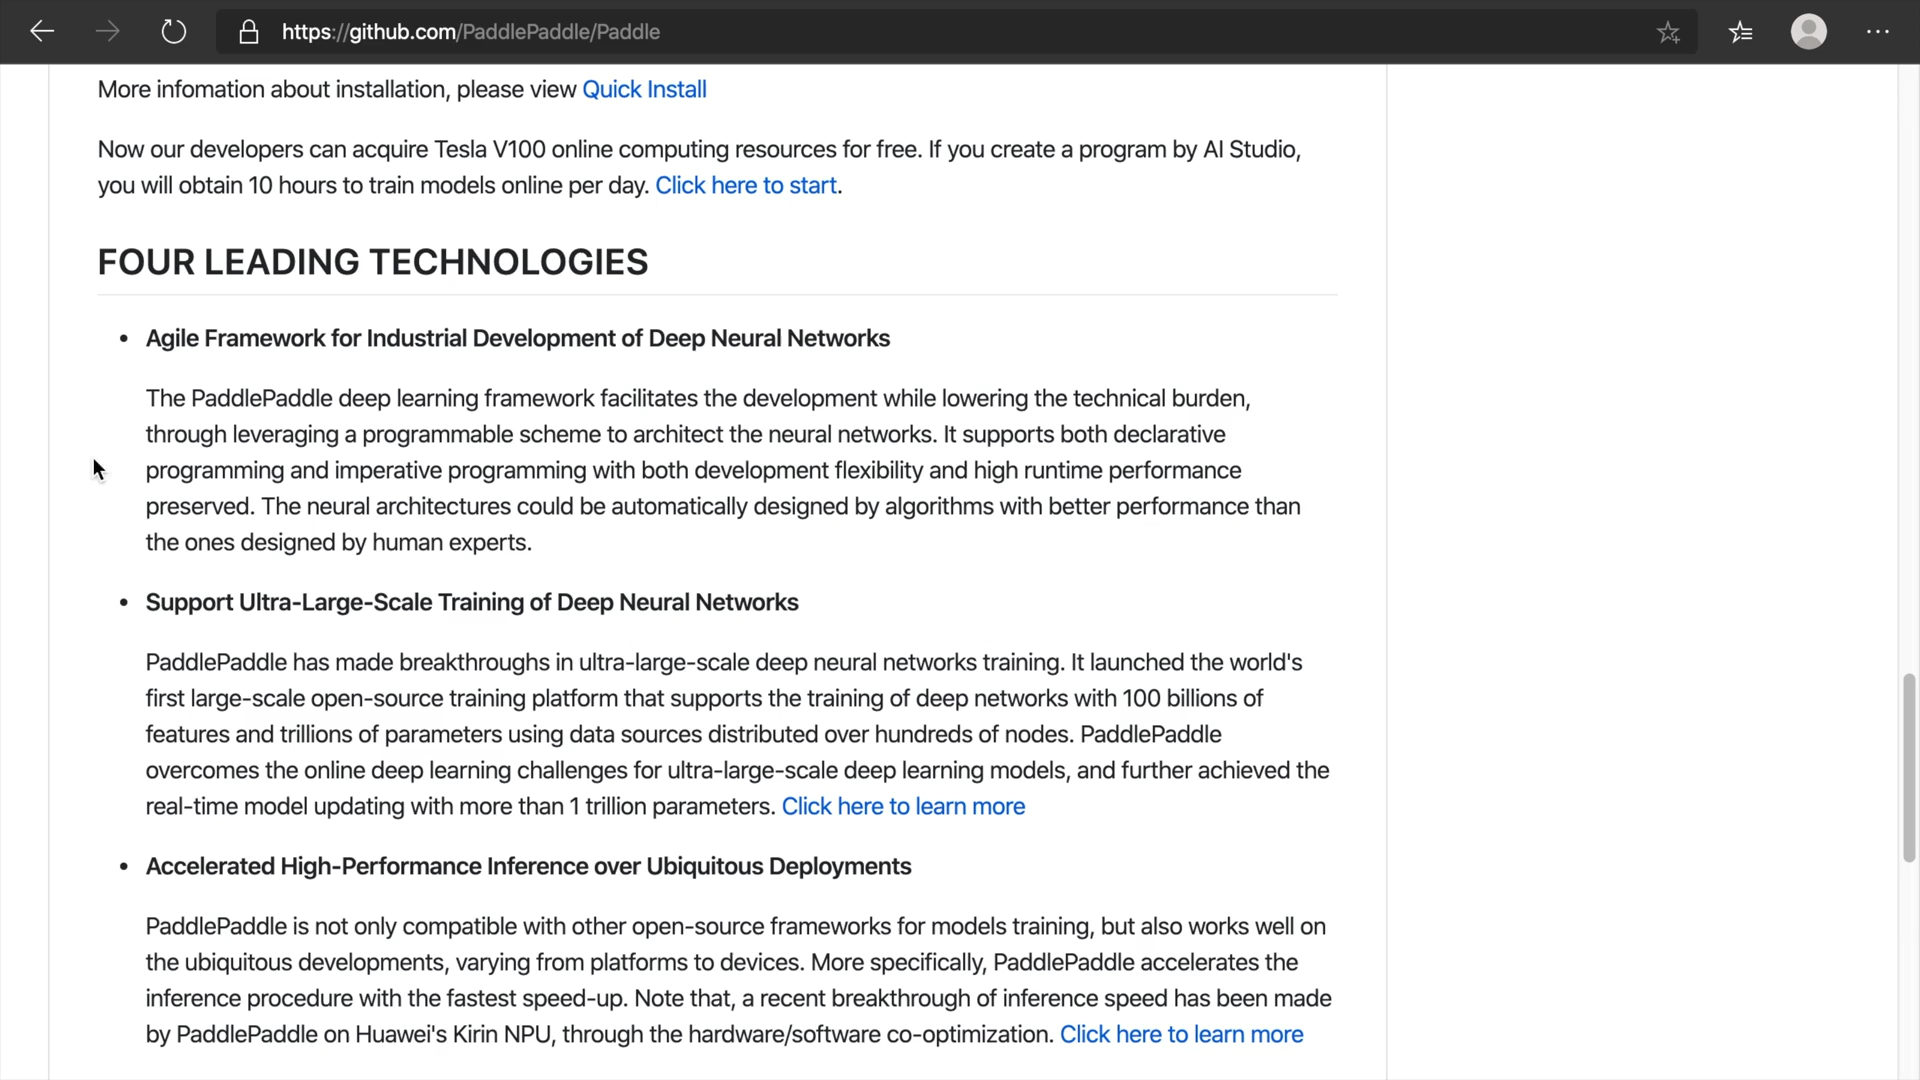 https://github.com/PaddlePaddle/Paddle
More infomation about installation, please view Quick Install
Now our developers can acquire Tesla V100 online computing resources for free. If you create a program by AI Studio,
you will obtain 10 hours to train models online per day. Click here to start.
FOUR LEADING TECHNOLOGIES
• Agile Framework for Industrial Development of Deep Neural Networks
The PaddlePaddle deep learning framework facilitates the development while lowering the technical burden,
through leveraging a programmable scheme to architect the neural networks. It supports both declarative
programming and imperative programming with both development flexibility and high runtime performance
preserved. The neural architectures could be automatically designed by algorithms with better performance than
the ones designed by human experts.
• Support Ultra-Large-Scale Training of Deep Neural Networks
PaddlePaddle has made breakthroughs in ultra-large-scale deep neural networks training. It launched the world's
first large-scale open-source training platform that supports the training of deep networks with 100 billions of
features and trillions of parameters using data sources distributed over hundreds of nodes. PaddlePaddle
overcomes the online deep learning challenges for ultra-large-scale deep learning models, and further achieved the
real-time model updating with more than 1 trillion parameters. Click here to learn more
• Accelerated High-Performance Inference over Ubiquitous Deployments
PaddlePaddle is not only compatible with other open-source frameworks for models training, but also works well on
the ubiquitous developments, varying from platforms to devices. More specifically, PaddlePaddle accelerates the
inference procedure with the fastest speed-up. Note that, a recent breakthrough of inference speed has been made
by PaddlePaddle on Huawei's Kirin NPU, through the hardware/software co-optimization. Click here to learn more